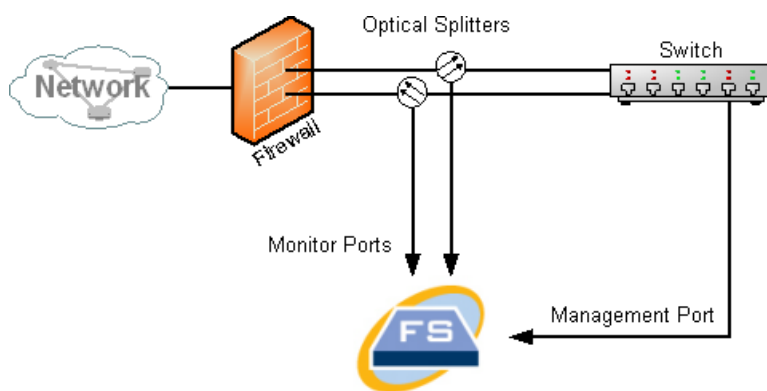 Optical Splitters
Switch
Network
Firewall
Monitor Ports
FS
Management Port